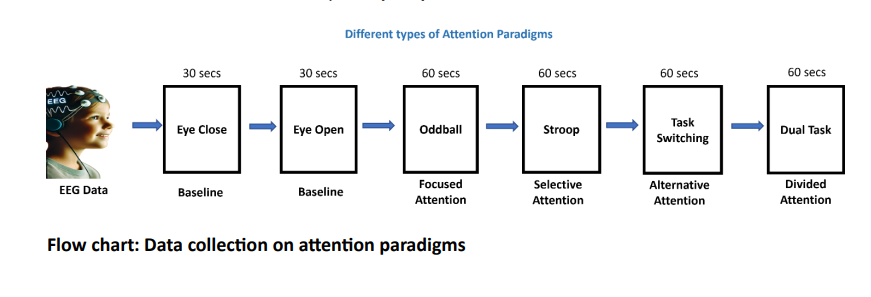 Different types of Attention Paradigms
30 secs
30 secs
60 secs
60 secs
60 secs
60 secs
EEG
Eye Close
Eye Open
Oddball
Stroop
Task
Switching
Dual Task
EEG Data
Baseline
Baseline
Focused
Attention
Selective
Attention
Alternative
Attention
Divided
Attention
Flow chart: Data collection on attention paradigms